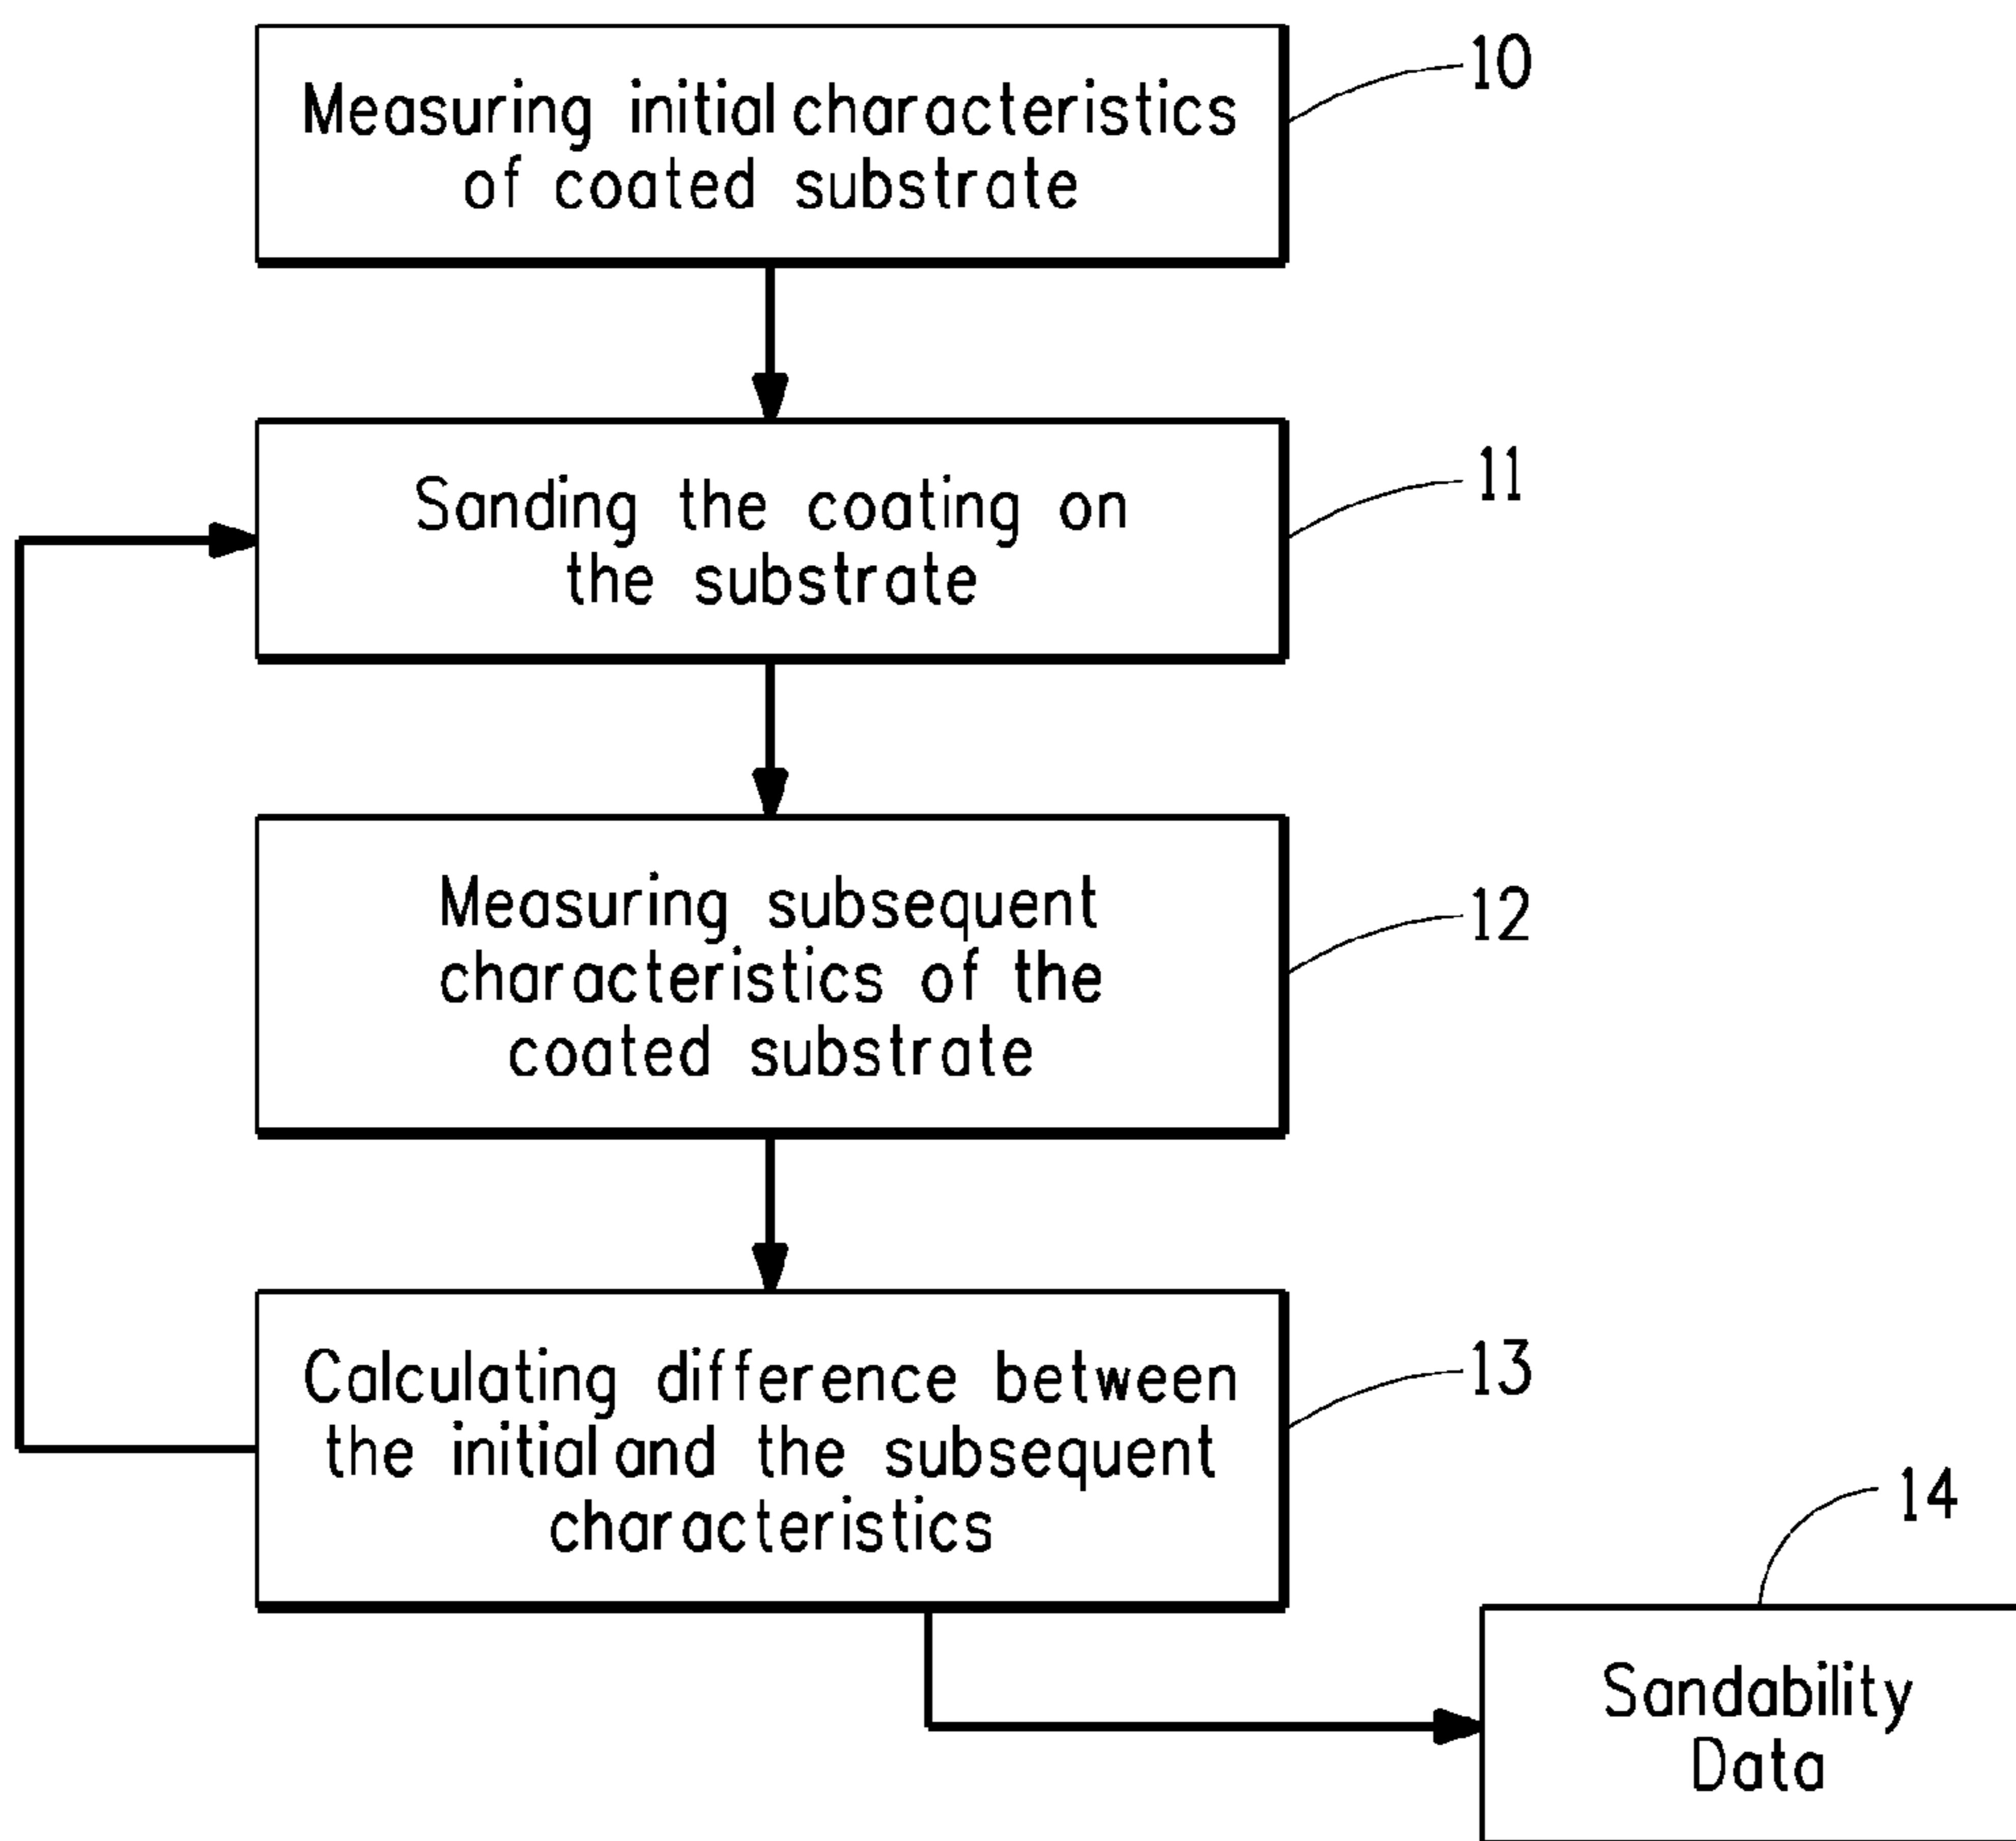 Measuring initial characteristics
of coated substrate
10
Sanding the coating on
the substrate
11
Measuring subsequent
characteristics of the
coated substrate
12
Calculating difference between
the initial and the subsequent
characteristics
13
14
Sandability
Data